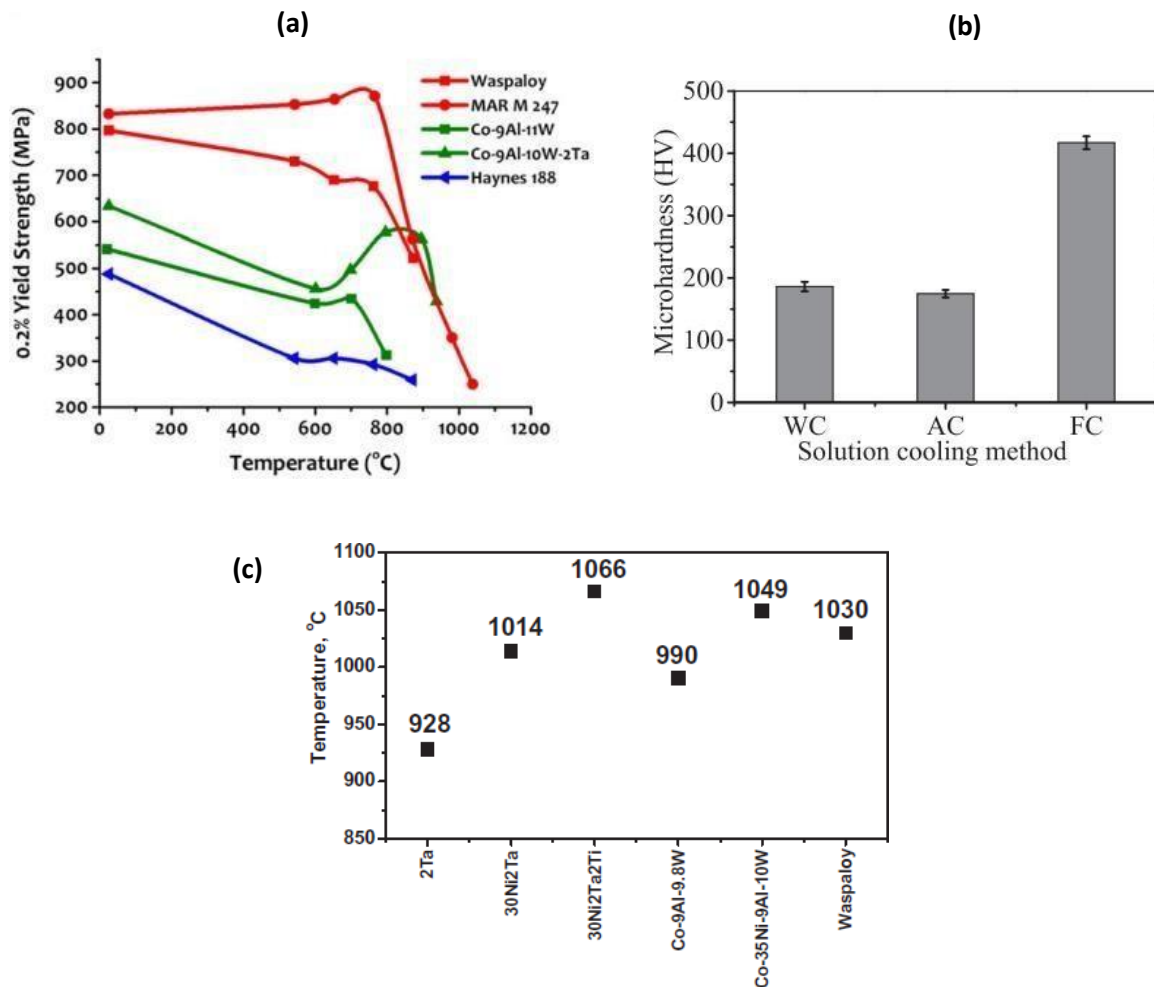 (a)
(b)
900
800
700
600
500
400
300
200
0.2% Yield Strength (MPa)
0
200
400
600
800
1000
1200
Temperature (°C)
Waspaloy
MAR M 247
Co-9Al-11W
Co-9Al-10W-2Ta
Haynes 188
500
400
300
200
100
0
Microhardness (HV)
WC
AC
FC
Solution cooling method
(c)
1100
1050
1000
950
900
850
Temperature, °C
928
1014
1066
990
1049
1030
2Ta
30Ni2Ta
30Ni2Ta2Ti
Co-9Al-9.8W
Co-35Ni-9Al-10W
Waspaloy